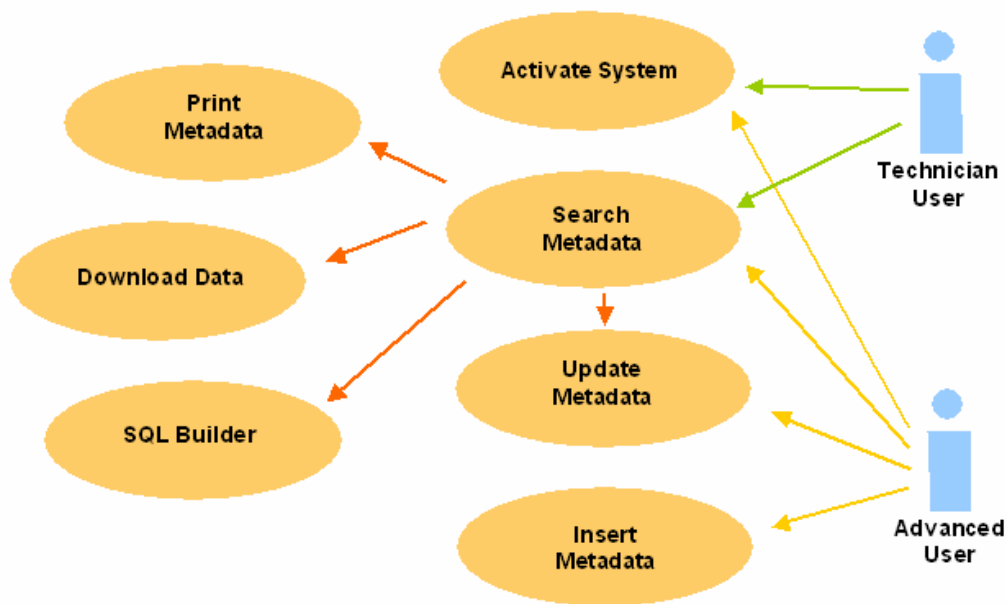 Activate System
Print
Metadata
Technician
User
Search
Metadata
Download Data
Update
Metadata
SQL Builder
Advanced
User
Insert
Metadata